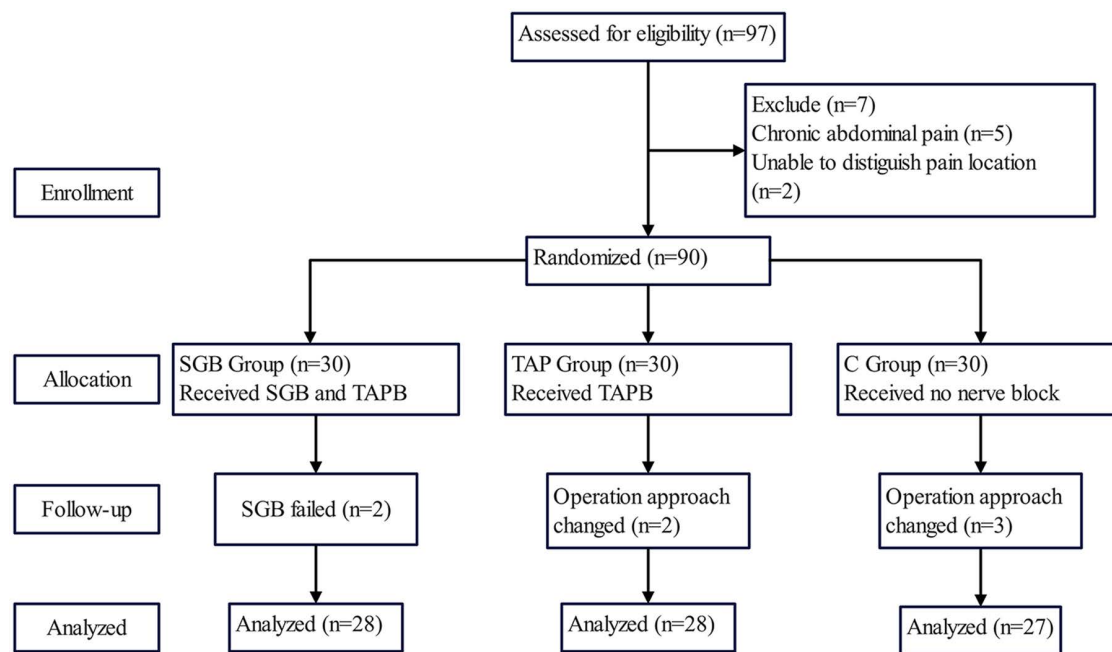 Assessed for eligibility (n=97)
Exclude (n=7)
Chronic abdominal pain (n=5)
Unable to distiguish pain location
(n=2)
Enrollment
Randomized (n=90)
Allocation
SGB Group (n=30)
Received SGB and TAPB
TAP Group (n=30)
Received TAPB
C Group (n=30)
Received no nerve block
Follow-up
SGB failed (n=2)
Operation approach
changed (n=2)
Operation approach
changed (n=3)
Analyzed
Analyzed (n=28)
Analyzed (n=28)
Analyzed (n=27)